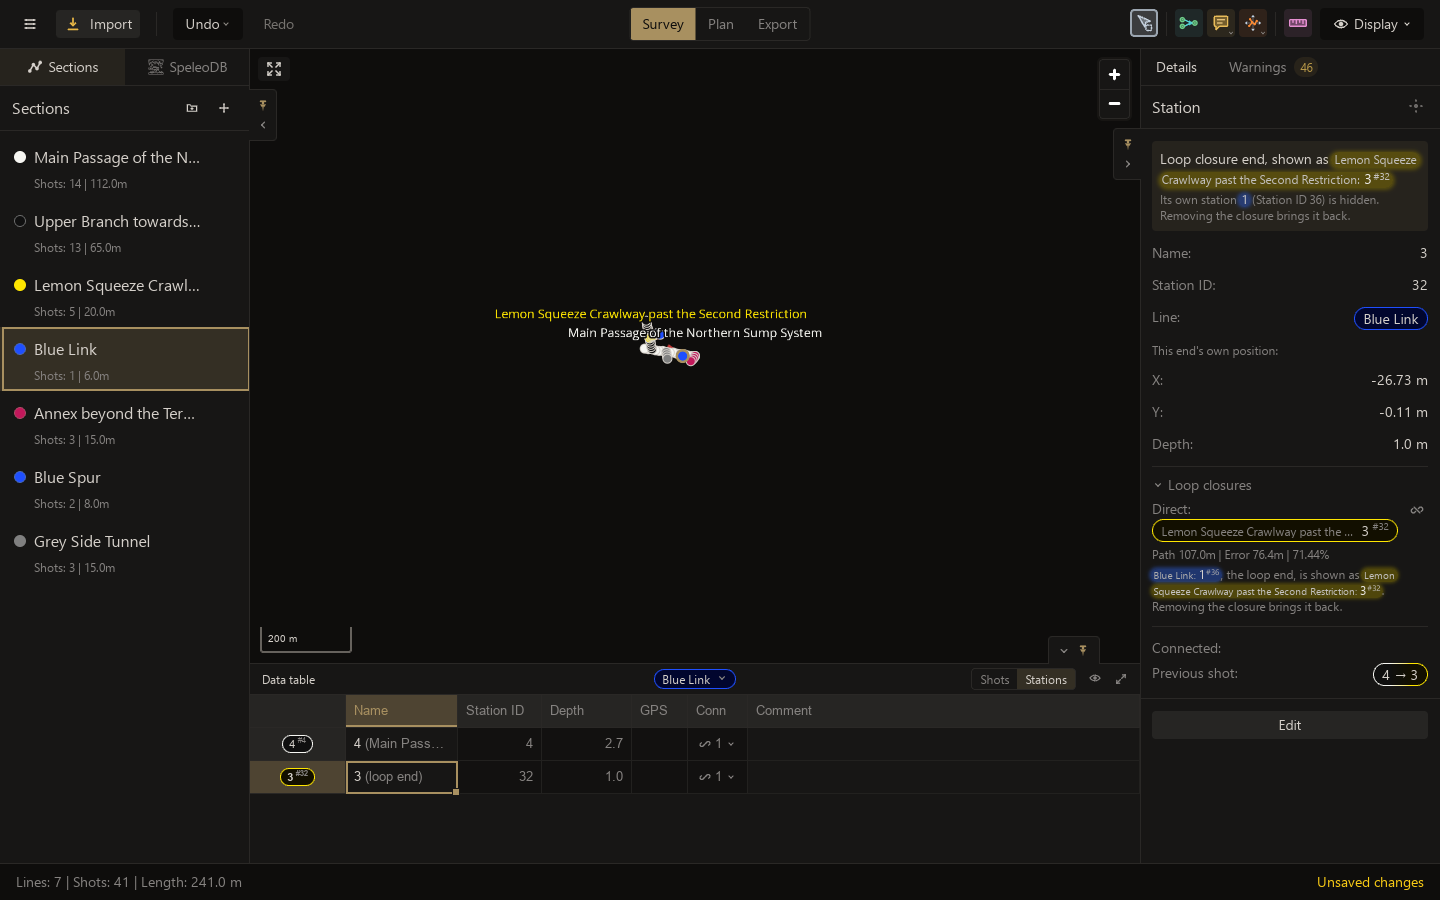 Import
Undo
Redo
Survey
Plan
Export
Display
Sections
SpeleoDB
Details
Warnings 46
Sections
Station
Main Passage of the N...
Shots: 14 | 112.0m
Upper Branch towards...
Shots: 13 | 65.0m
Lemon Squeeze Crawl...
Shots: 5 | 20.0m
Blue Link
Shots: 1 | 6.0m
Annex beyond the Ter...
Shots: 3 | 15.0m
Blue Spur
Shots: 2 | 8.0m
Grey Side Tunnel
Shots: 3 | 15.0m
Lemon Squeeze Crawlway past the Second Restriction
Main Passage of the Northern Sump System
200 m
Loop closure end, shown as Lemon Squeeze
Crawlway past the Second Restriction: 3 #32
Its own station 1 (Station ID 36) is hidden.
Removing the closure brings it back.
Name: 3
Station ID: 32
Line: Blue Link
This end's own position:
X: -26.73 m
Y: -0.11 m
Depth: 1.0 m
Loop closures
Direct:
Lemon Squeeze Crawlway past the ... 3 #32
Path 107.0m | Error 76.4m | 71.44%
Blue Link: 1 #36, the loop end, is shown as Lemon
Squeeze Crawlway past the Second Restriction: 3 #32.
Removing the closure brings it back.
Connected:
Previous shot: 4 → 3
Edit
Data table
Blue Link
Shots
Stations
Name Station ID Depth GPS Conn Comment
4 #4 4 (Main Pass... 4 2.7 1
3 #32 3 (loop end) 32 1.0 1
Lines: 7 | Shots: 41 | Length: 241.0 m
Unsaved changes